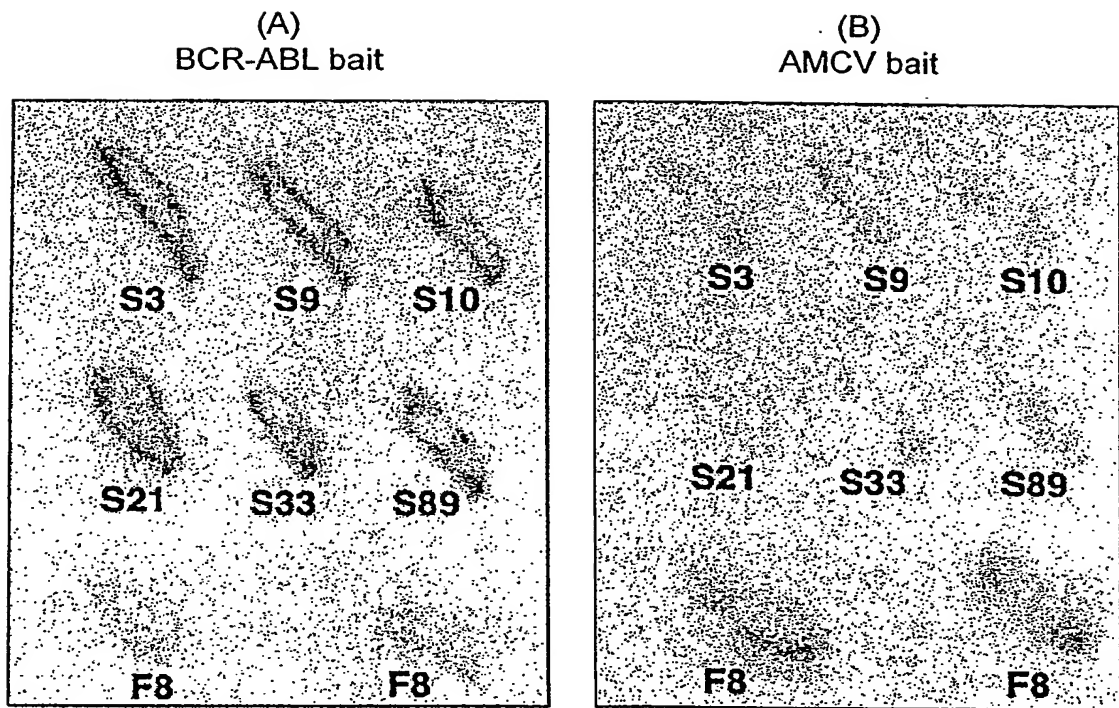 (A)
BCR-ABL bait
S3 S9 S10
S21 S33 S89
F8 F8
(B)
AMCV bait
S3 S9 S10
S21 S33 S89
F8 F8